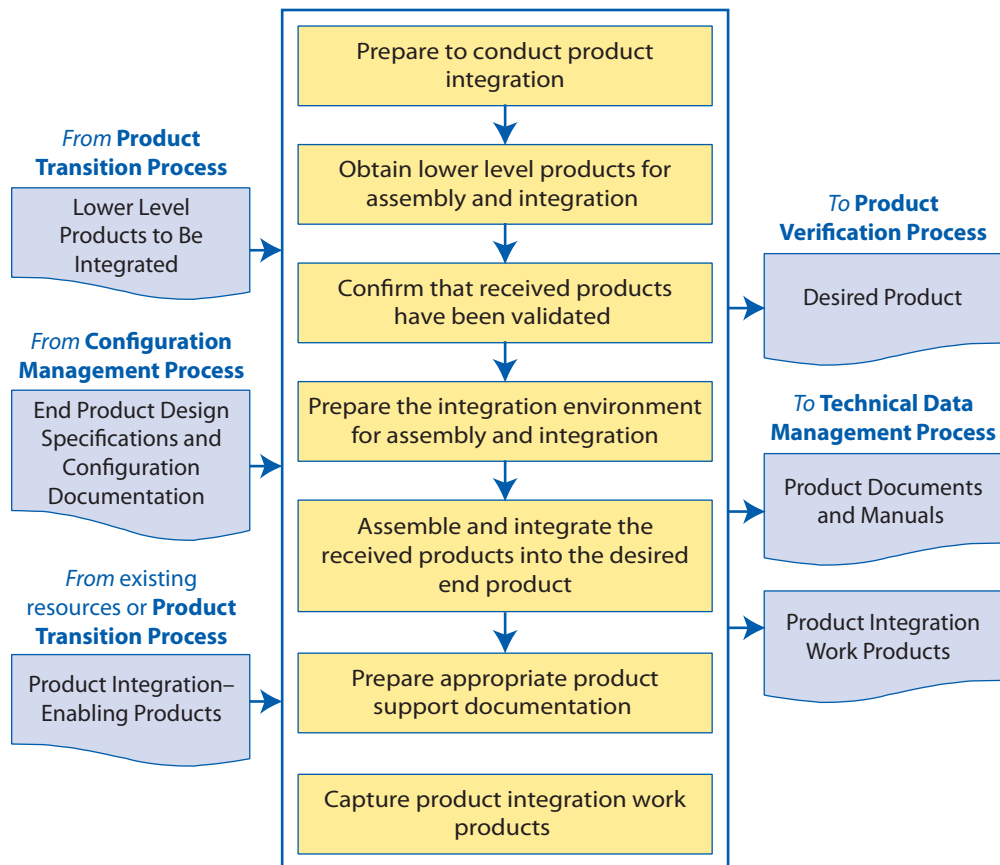 From Product
Transition Process
Lower Level
Products to Be
Integrated
From Configuration
Management Process
End Product Design
Specifications and
Configuration
Documentation
From existing
resources or Product
Transition Process
Product Integration–
Enabling Products
Prepare to conduct product
integration
Obtain lower level products for
assembly and integration
Confirm that received products
have been validated
Prepare the integration environment
for assembly and integration
Assemble and integrate the
received products into the desired
end product
Prepare appropriate product
support documentation
Capture product integration work
products
To Product
Verification Process
Desired Product
To Technical Data
Management Process
Product Documents
and Manuals
Product Integration
Work Products